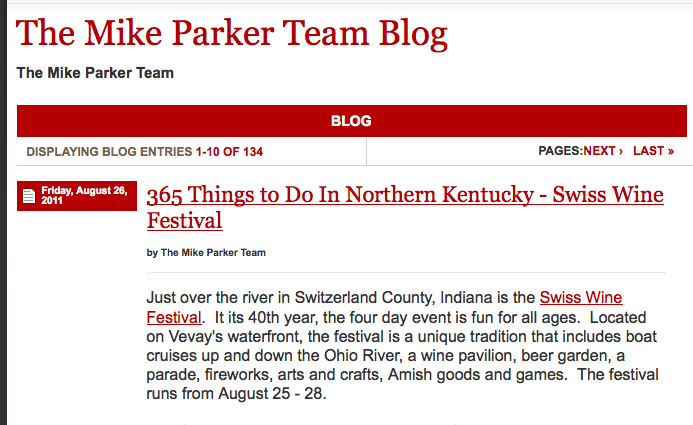 The Mike Parker Team Blog
The Mike Parker Team
BLOG
DISPLAYING BLOG ENTRIES 1-10 OF 134
PAGES:NEXT › LAST »
Friday, August 26,
2011
365 Things to Do In Northern Kentucky - Swiss Wine
Festival
by The Mike Parker Team
Just over the river in Switzerland County, Indiana is the Swiss Wine
Festival.  It its 40th year, the four day event is fun for all ages.  Located
on Vevay's waterfront, the festival is a unique tradition that includes boat
cruises up and down the Ohio River, a wine pavilion, beer garden, a
parade, fireworks, arts and crafts, Amish goods and games.  The festival
runs from August 25 - 28.